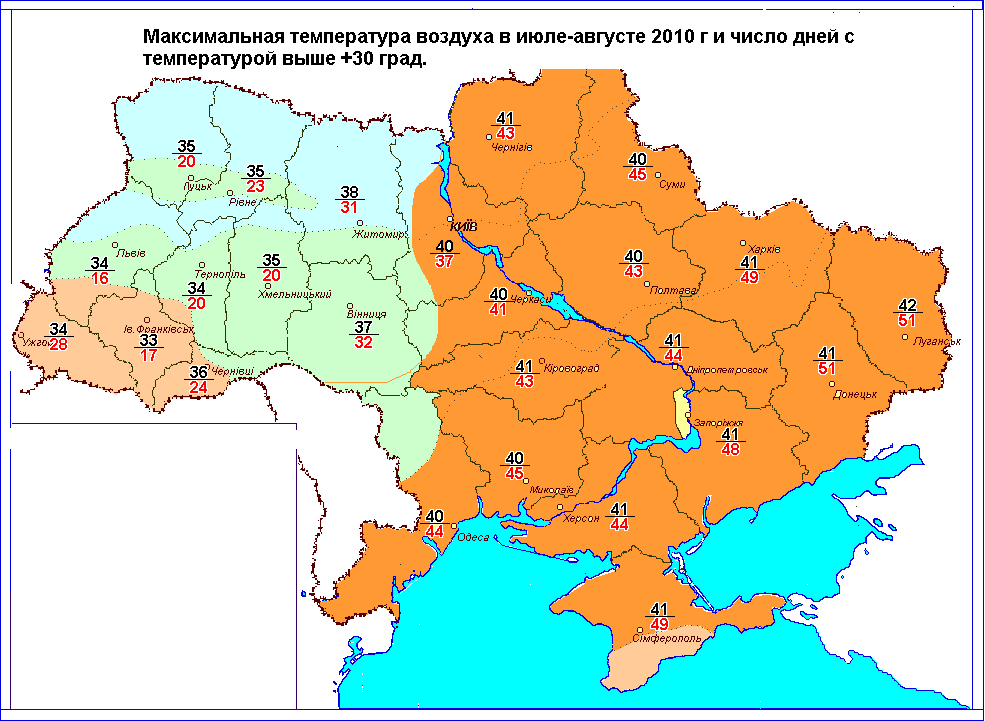 Максимальная температура воздуха в июле-августе 2010 г и число дней с
температурой выше +30 град.
41
43
Чернігів
35
20
Луцьк
35
23
Рівне
40
45
Суми
38
31
Житомир
КИЇВ
40
37
Львів
34
16
Тернопіль
34
20
35
20
Хмельницький
40
43
Полтава
Харків
41
49
40
41
Черкаси
Вінниця
37
32
42
51
Луганськ
34
28
Ужго
Ів.Франківськ
33
17
36
24
Чернівці
41
43
Кіровоград
41
44
Дніпропетровськ
41
51
Донецьк
Запоріжжя
41
48
40
45
Миколаїв
41
44
Херсон
40
44
Одеса
41
49
Сімферополь